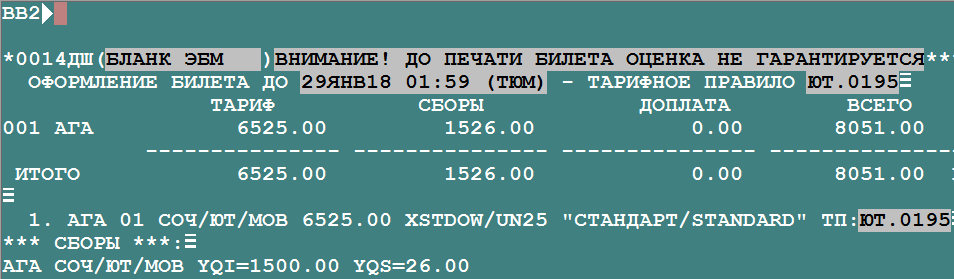 ВВ2
*0014ДШ(БЛАНК ЭБМ )ВНИМАНИЕ! ДО ПЕЧАТИ БИЛЕТА ОЦЕНКА НЕ ГАРАНТИРУЕТСЯ**
ОФОРМЛЕНИЕ БИЛЕТА ДО 29ЯНВ18 01:59 (ТЮМ) - ТАРИФНОЕ ПРАВИЛО ЮТ.0195
ТАРИФ СБОРЫ ДОПЛАТА ВСЕГО
001 АГА 6525.00 1526.00 0.00 8051.00
--------------- --------------- --------------- ---------------
ИТОГО 6525.00 1526.00 0.00 8051.00
1. АГА 01 СОЧ/ЮТ/МОВ 6525.00 XSTDOW/UN25 "СТАНДАРТ/STANDARD" ТП:ЮТ.0195
*** СБОРЫ ***:
АГА СОЧ/ЮТ/МОВ YQI=1500.00 YQS=26.00